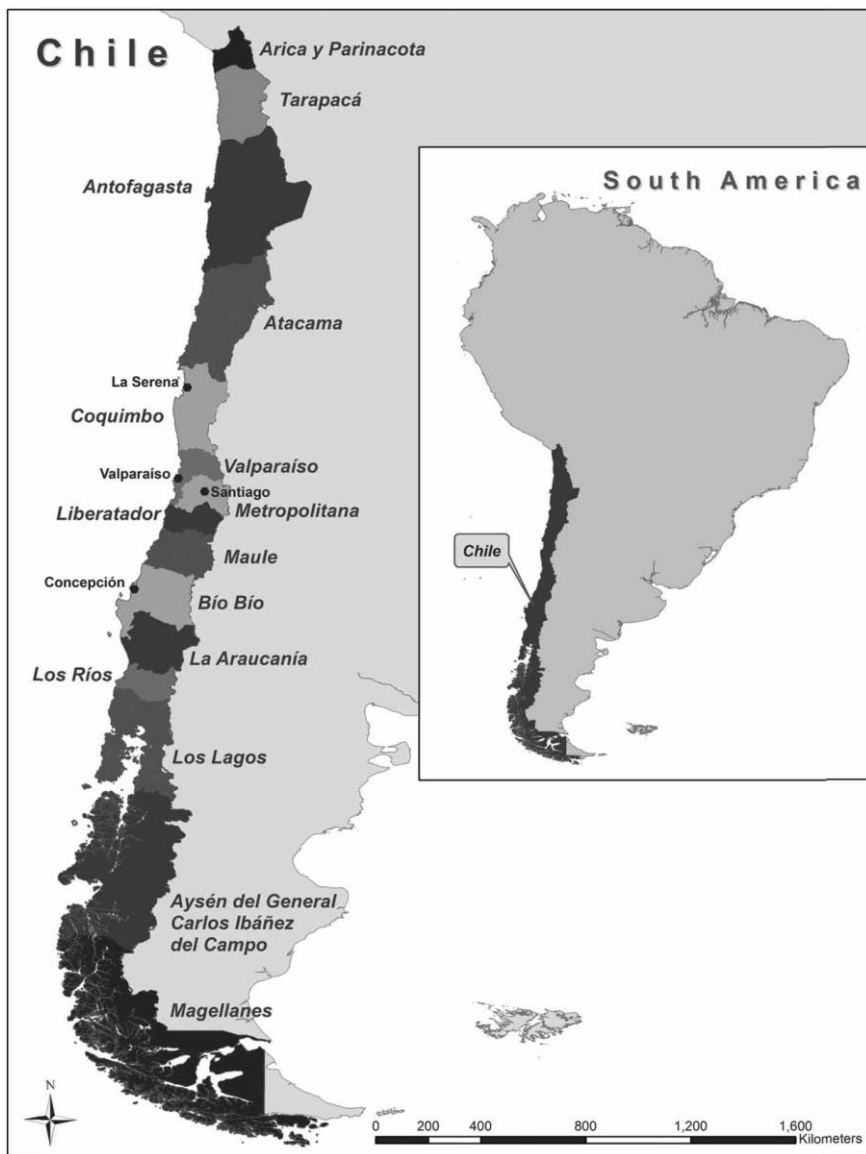 Chile
Arica y Parinacota
Tarapacá
Antofagasta
Atacama
La Serena
Coquimbo
Valparaíso
Valparaíso
Santiago
Liberatador
Metropolitana
Maule
Concepción
Bío Bío
La Araucanía
Los Ríos
Los Lagos
Aysén del General
Carlos Ibáñez
del Campo
Magellanes
South America
Chile
N
0 200 400 800 1,200 1,600
Kilometers